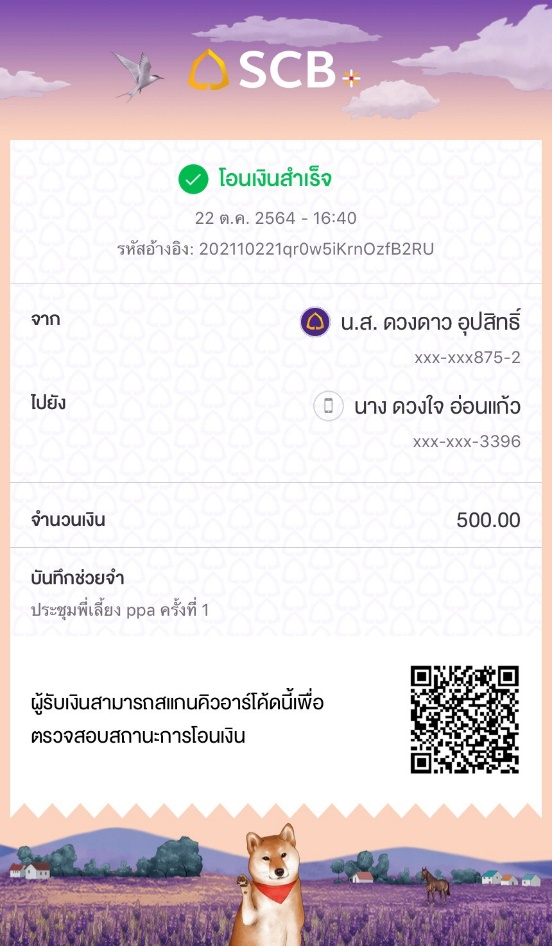 SCB
โอนเงินสำเร็จ
22 ต.ค. 2564 - 16:40
รหัสอ้างอิง: 202110221qr0w5iKrnOzfB2RU
จาก
น.ส. ดวงดาว อุปสิทธิ์
xxx-xxx875-2
ไปยัง
นาง ดวงใจ อ่อนแก้ว
xxx-xxx-3396
จำนวนเงิน 500.00
บันทึกช่วยจำ
ประชุมพี่เลี้ยง ppa ครั้งที่ 1
ผู้รับเงินสามารถสแกนคิวอาร์โค้ดนี้เพื่อ
ตรวจสอบสถานะการโอนเงิน